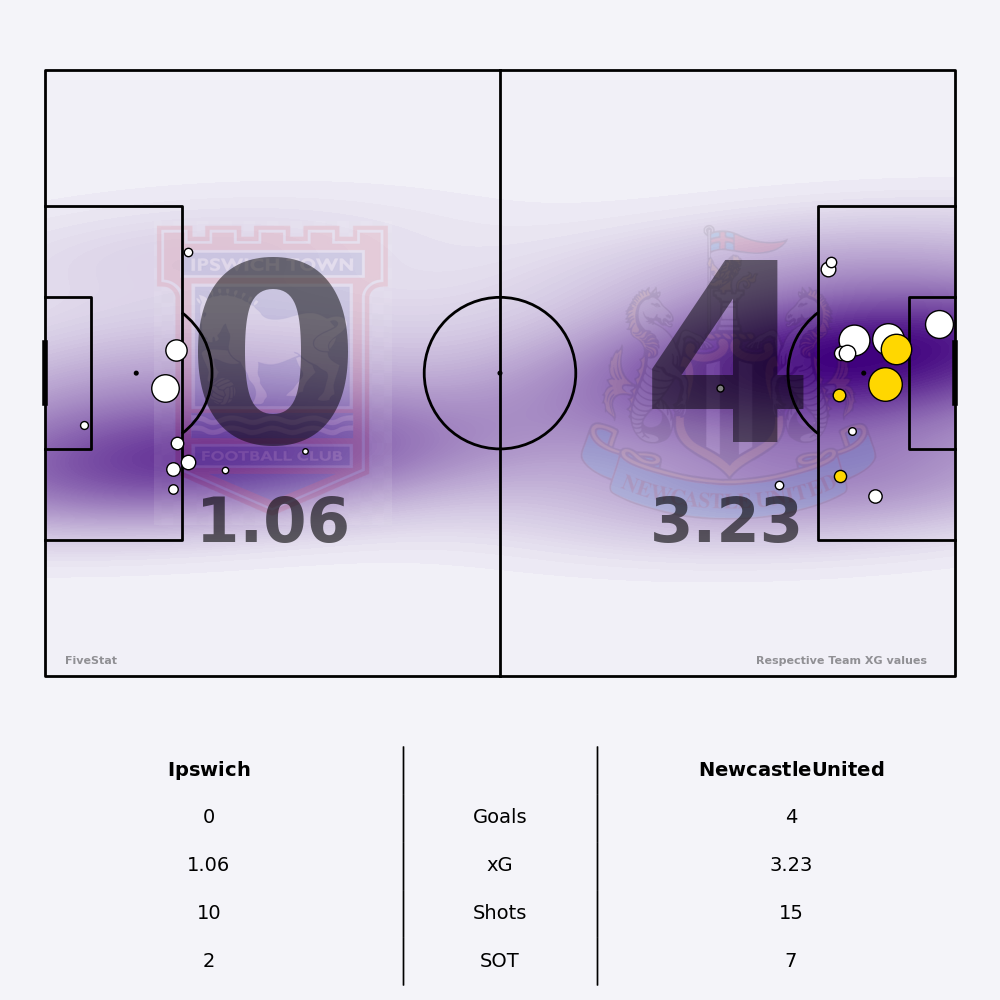 IPSWICH TOWN
0
4
FOOTBALL CLUB
NEWCASTLE UNITED
1.06
3.23
FiveStat
Respective Team XG values
Ipswich
NewcastleUnited
0
Goals
4
1.06
xG
3.23
10
Shots
15
2
SOT
7